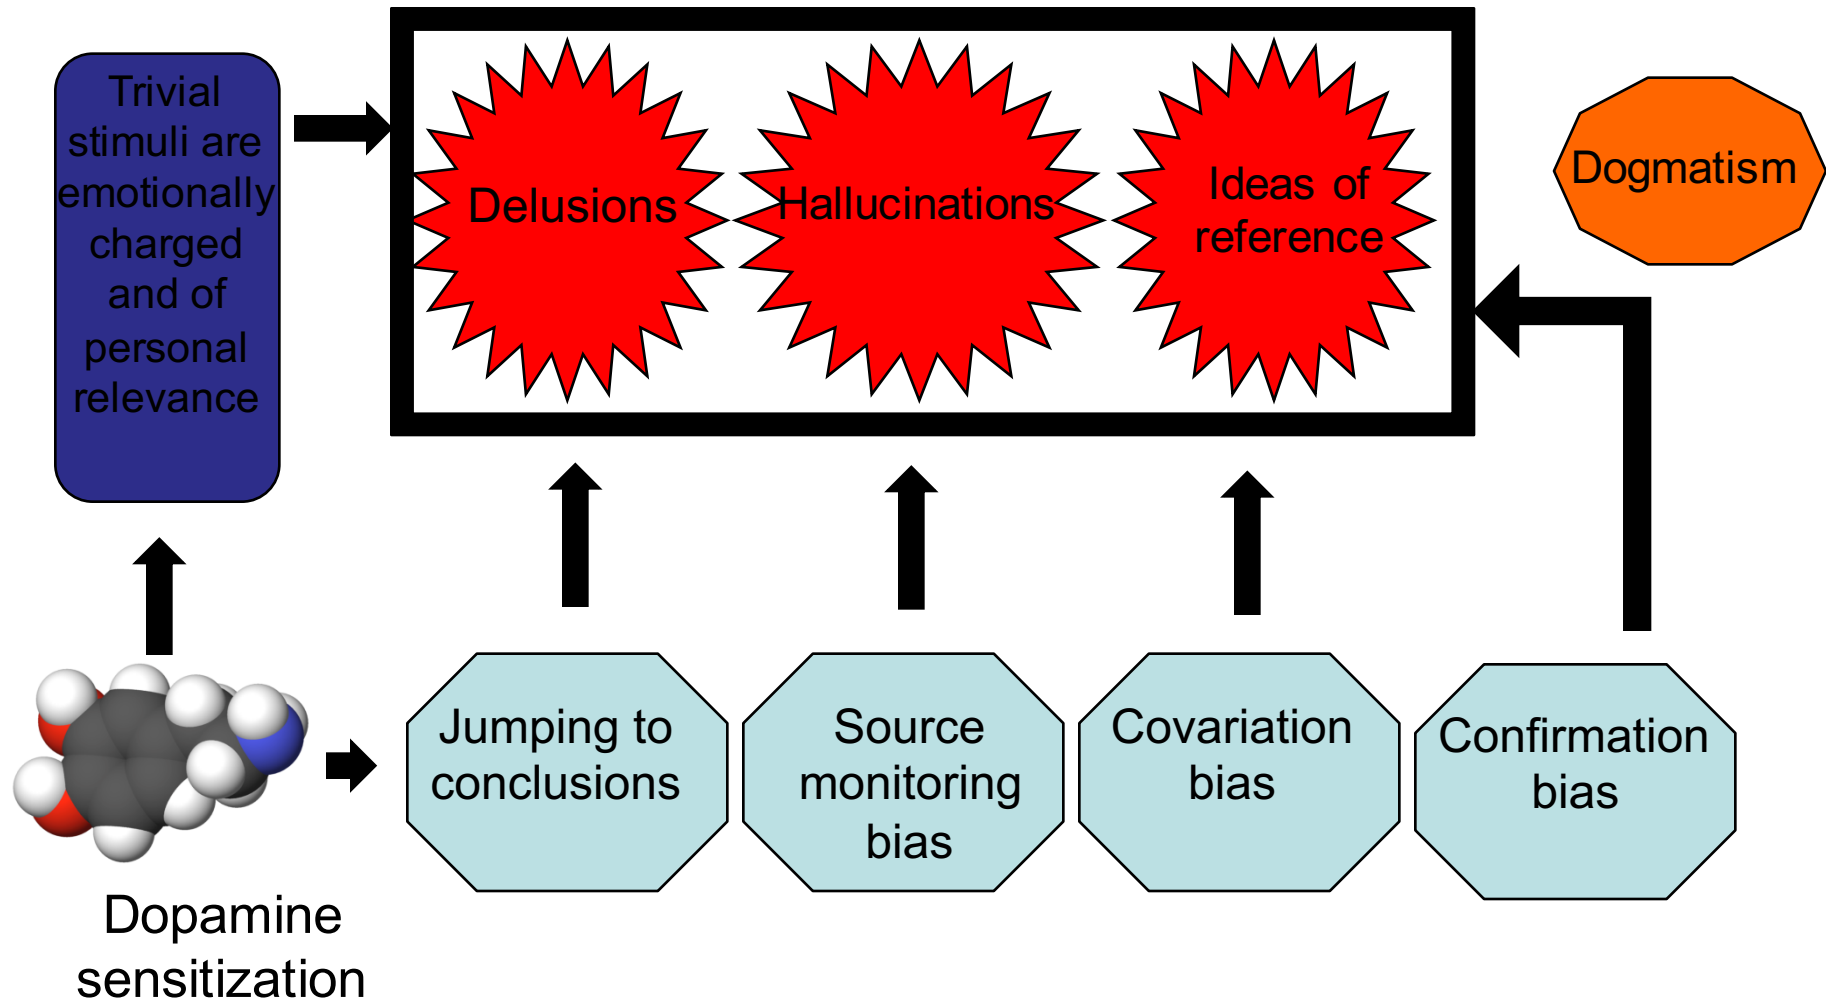 Trivial
stimuli are
emotionally
charged
and of
personal
relevance
Delusions
Hallucinations
Ideas of
reference
Dogmatism
Jumping to
conclusions
Source
monitoring
bias
Covariation
bias
Confirmation
bias
Dopamine
sensitization